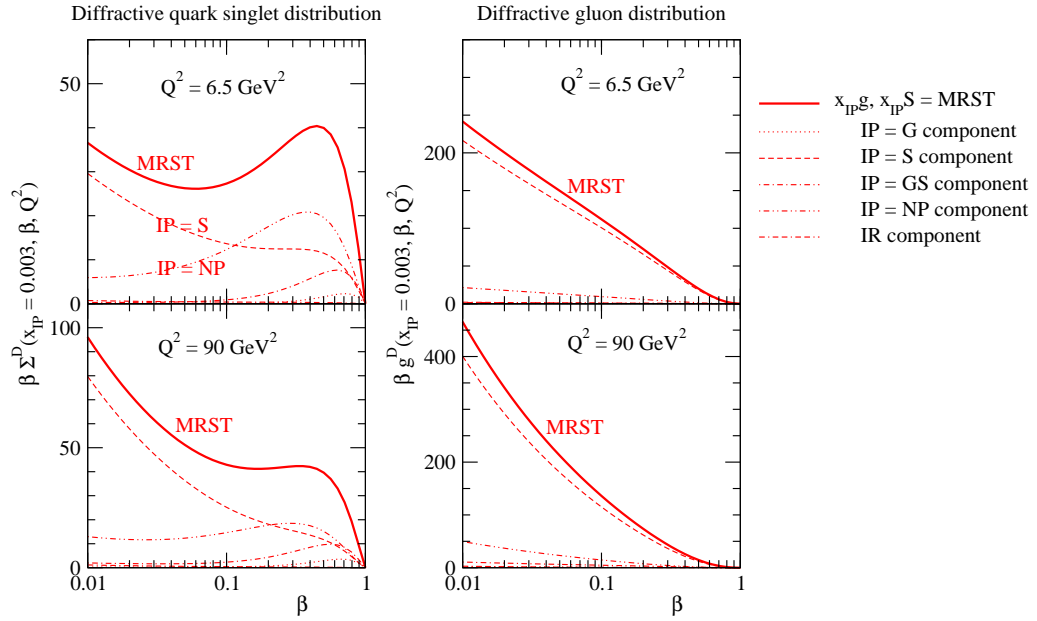 Diffractive quark singlet distribution
Diffractive gluon distribution
Q² = 6.5 GeV²
Q² = 6.5 GeV²
50
0
200
0
MRST
IP = S
IP = NP
MRST
x_IP g, x_IP S = MRST
IP = G component
IP = S component
IP = GS component
IP = NP component
IR component
β Σ^D(x_IP = 0.003, β, Q²)
β g^D(x_IP = 0.003, β, Q²)
Q² = 90 GeV²
Q² = 90 GeV²
100
50
0
400
200
0
MRST
MRST
0.01 0.1 1
0.01 0.1 1
β
β